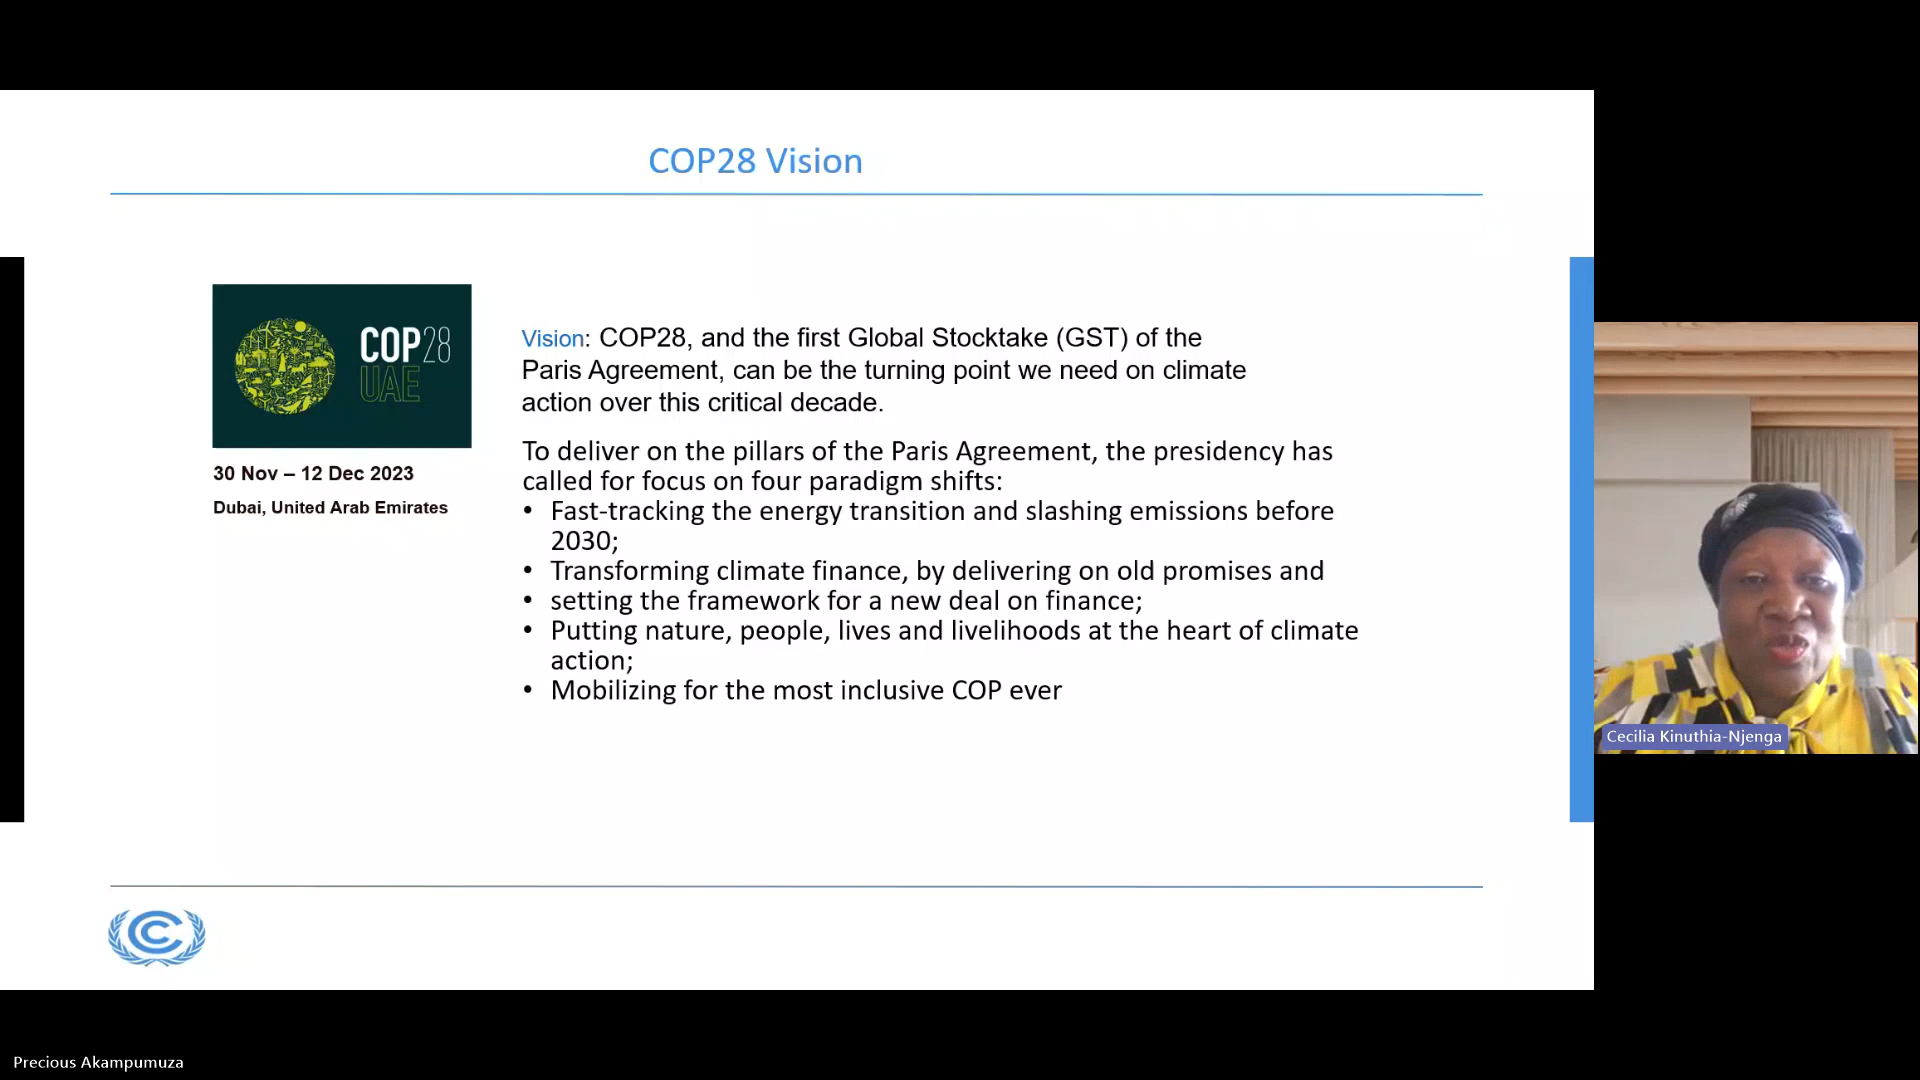 COP28 Vision
COP28
UAE
30 Nov – 12 Dec 2023
Dubai, United Arab Emirates
Vision: COP28, and the first Global Stocktake (GST) of the
Paris Agreement, can be the turning point we need on climate
action over this critical decade.
To deliver on the pillars of the Paris Agreement, the presidency has
called for focus on four paradigm shifts:
• Fast-tracking the energy transition and slashing emissions before
2030;
• Transforming climate finance, by delivering on old promises and
• setting the framework for a new deal on finance;
• Putting nature, people, lives and livelihoods at the heart of climate
action;
• Mobilizing for the most inclusive COP ever
Cecilia Kinuthia-Njenga
Precious Akampumuza